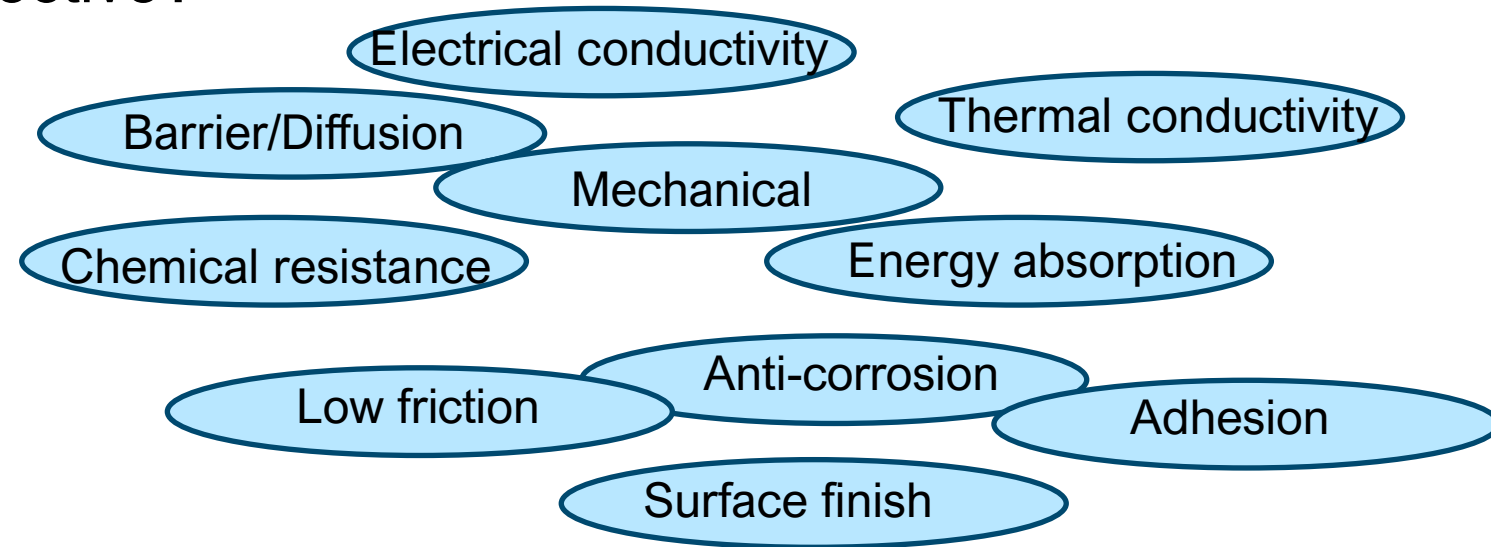 Electrical conductivity
Thermal conductivity
Barrier/Diffusion
Mechanical
Chemical resistance
Energy absorption
Anti-corrosion
Low friction
Adhesion
Surface finish